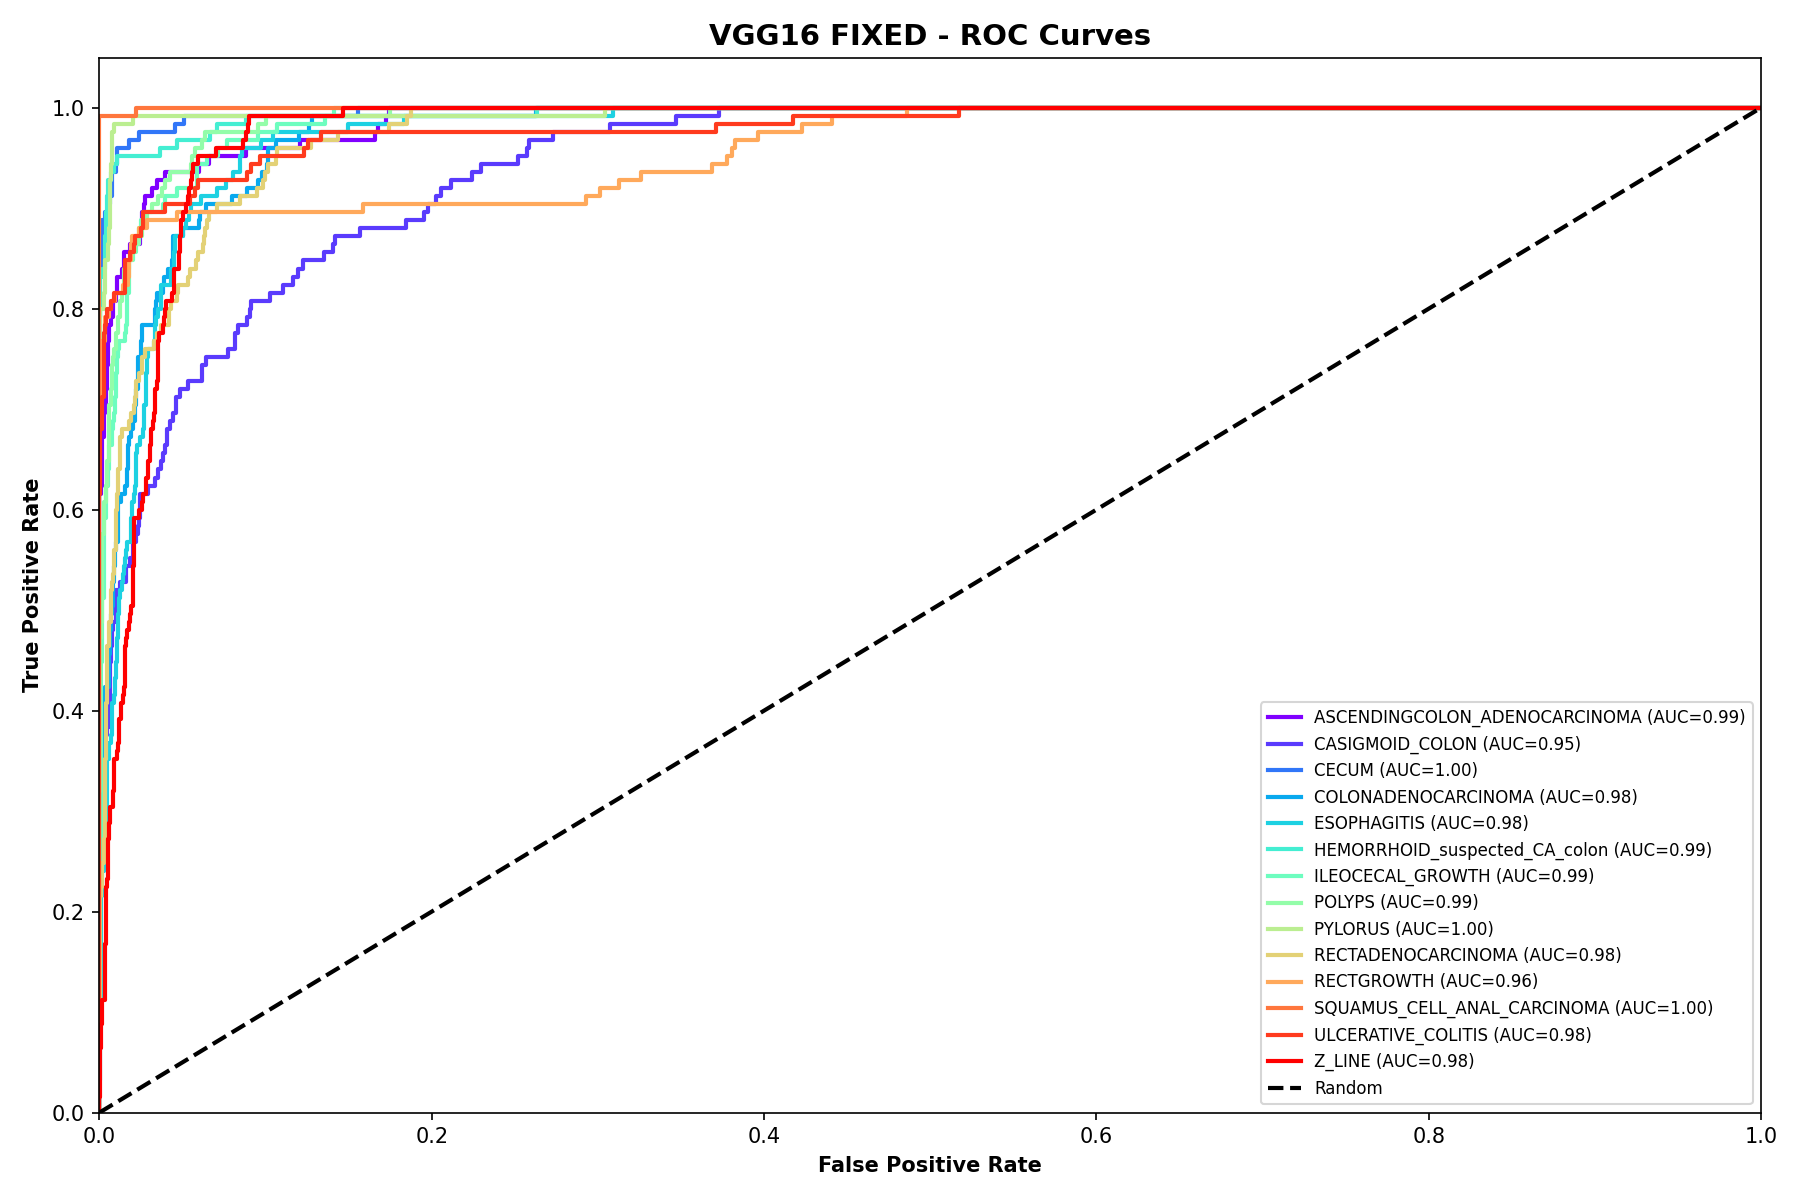 VGG16 FIXED - ROC Curves
True Positive Rate
1.0
0.8
0.6
0.4
0.2
0.0
ASCENDINGCOLON_ADENOCARCINOMA (AUC=0.99)
CASIGMOID_COLON (AUC=0.95)
CECUM (AUC=1.00)
COLONADENOCARCINOMA (AUC=0.98)
ESOPHAGITIS (AUC=0.98)
HEMORRHOID_suspected_CA_colon (AUC=0.99)
ILEOCECAL_GROWTH (AUC=0.99)
POLYPS (AUC=0.99)
PYLORUS (AUC=1.00)
RECTADENOCARCINOMA (AUC=0.98)
RECTGROWTH (AUC=0.96)
SQUAMUS_CELL_ANAL_CARCINOMA (AUC=1.00)
ULCERATIVE_COLITIS (AUC=0.98)
Z_LINE (AUC=0.98)
Random
0.0 0.2 0.4 0.6 0.8 1.0
False Positive Rate